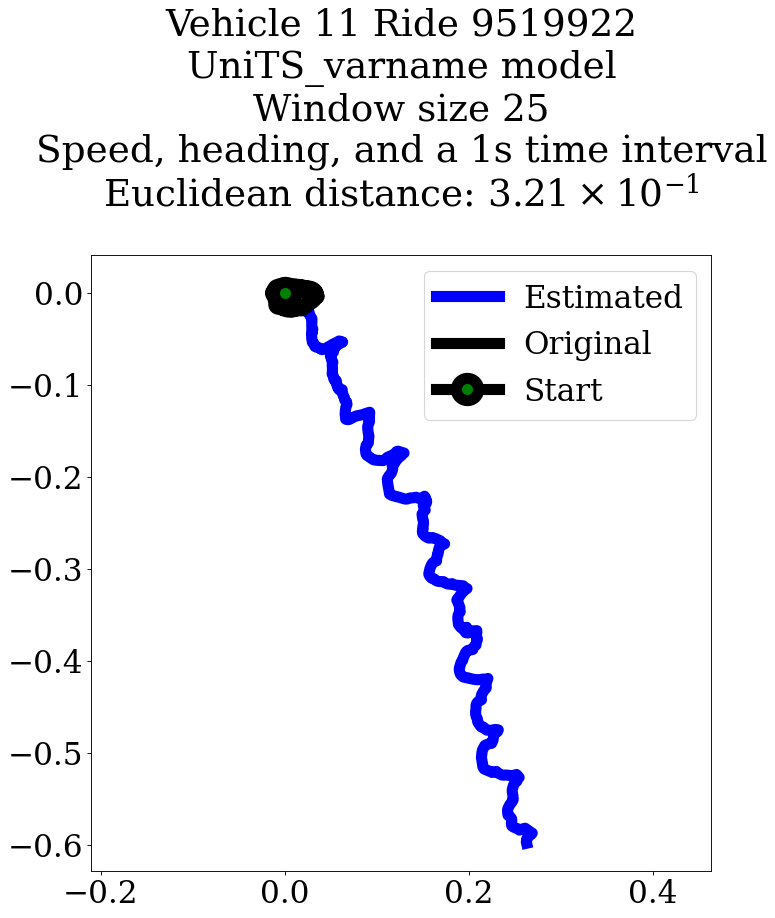 Vehicle 11 Ride 9519922
UniTS_varname model
Window size 25
Speed, heading, and a 1s time interval
Euclidean distance: 3.21 × 10⁻¹
Estimated
Original
Start
0.0
−0.1
−0.2
−0.3
−0.4
−0.5
−0.6
−0.2
0.0
0.2
0.4